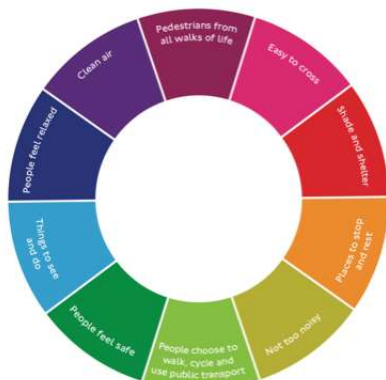 Pedestrians from
all walks of life
Easy to cross
Shade and shelter
Places to stop
and rest
Not too noisy
People choose to
walk, cycle and
use public transport
People feel safe
Things to see
and do
People feel relaxed
Clean air